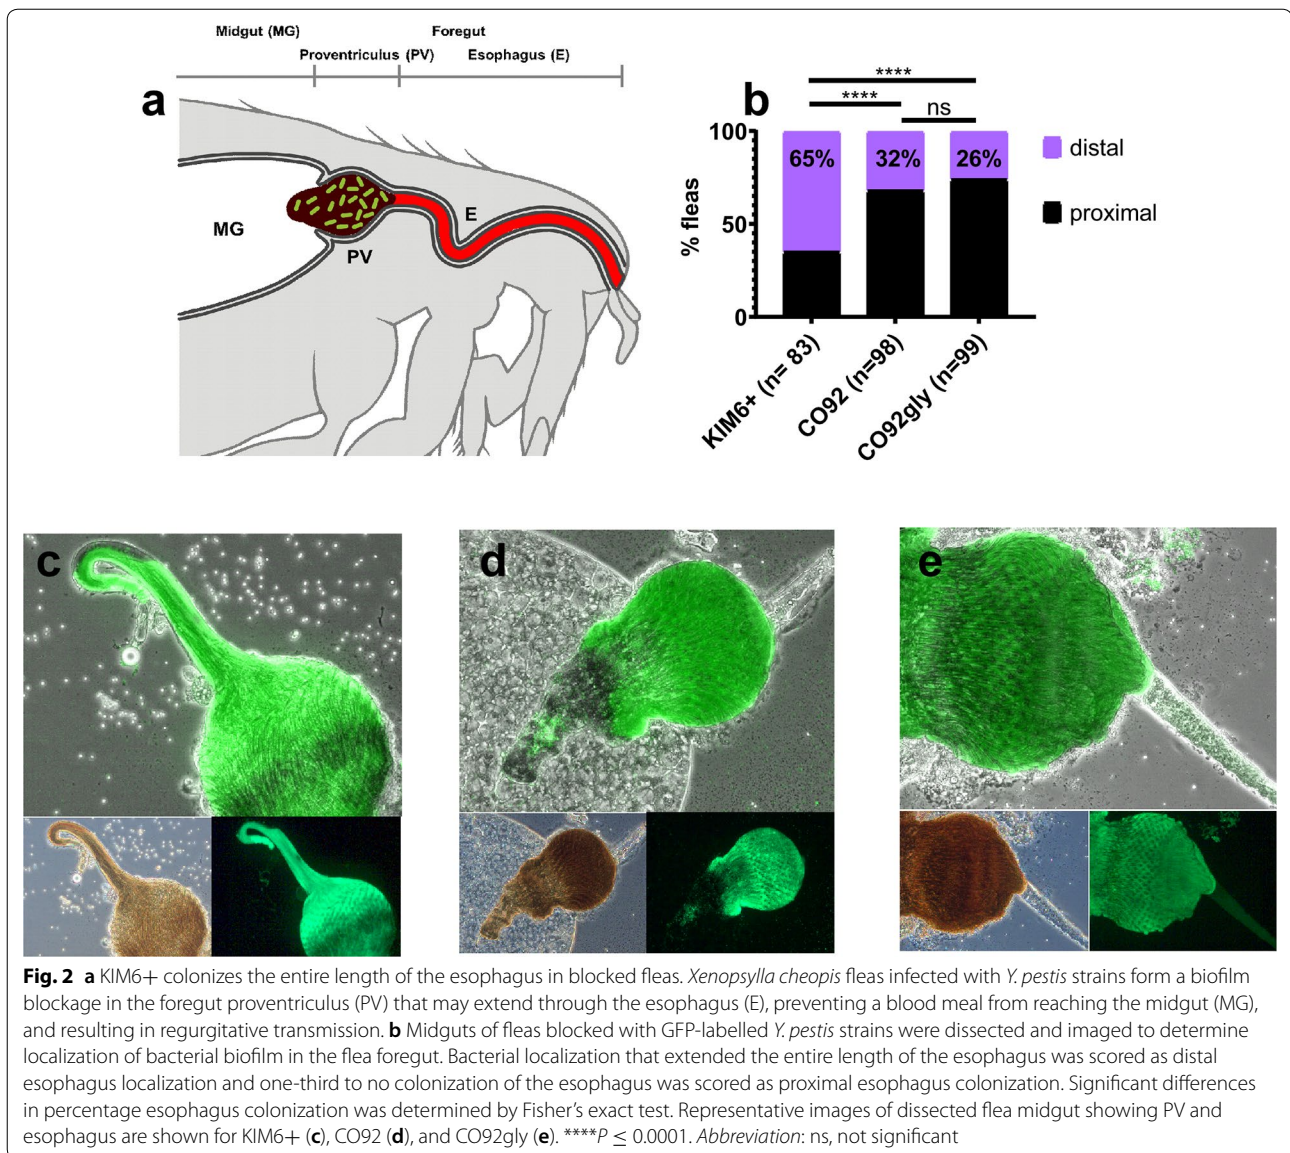 Midgut (MG) Foregut
Proventriculus (PV) Esophagus (E)
a
MG
PV
E
b
****
****
ns
100
50
0
% fleas
65%
32%
26%
distal
proximal
KIM6+ (n= 83)
CO92 (n=98)
CO92gly (n=99)
c
d
e
Fig. 2 a KIM6+ colonizes the entire length of the esophagus in blocked fleas. Xenopsylla cheopis fleas infected with Y. pestis strains form a biofilm
blockage in the foregut proventriculus (PV) that may extend through the esophagus (E), preventing a blood meal from reaching the midgut (MG),
and resulting in regurgitative transmission. b Midguts of fleas blocked with GFP-labelled Y. pestis strains were dissected and imaged to determine
localization of bacterial biofilm in the flea foregut. Bacterial localization that extended the entire length of the esophagus was scored as distal
esophagus localization and one-third to no colonization of the esophagus was scored as proximal esophagus colonization. Significant differences
in percentage esophagus colonization was determined by Fisher's exact test. Representative images of dissected flea midgut showing PV and
esophagus are shown for KIM6+ (c), CO92 (d), and CO92gly (e). ****P ≤ 0.0001. Abbreviation: ns, not significant